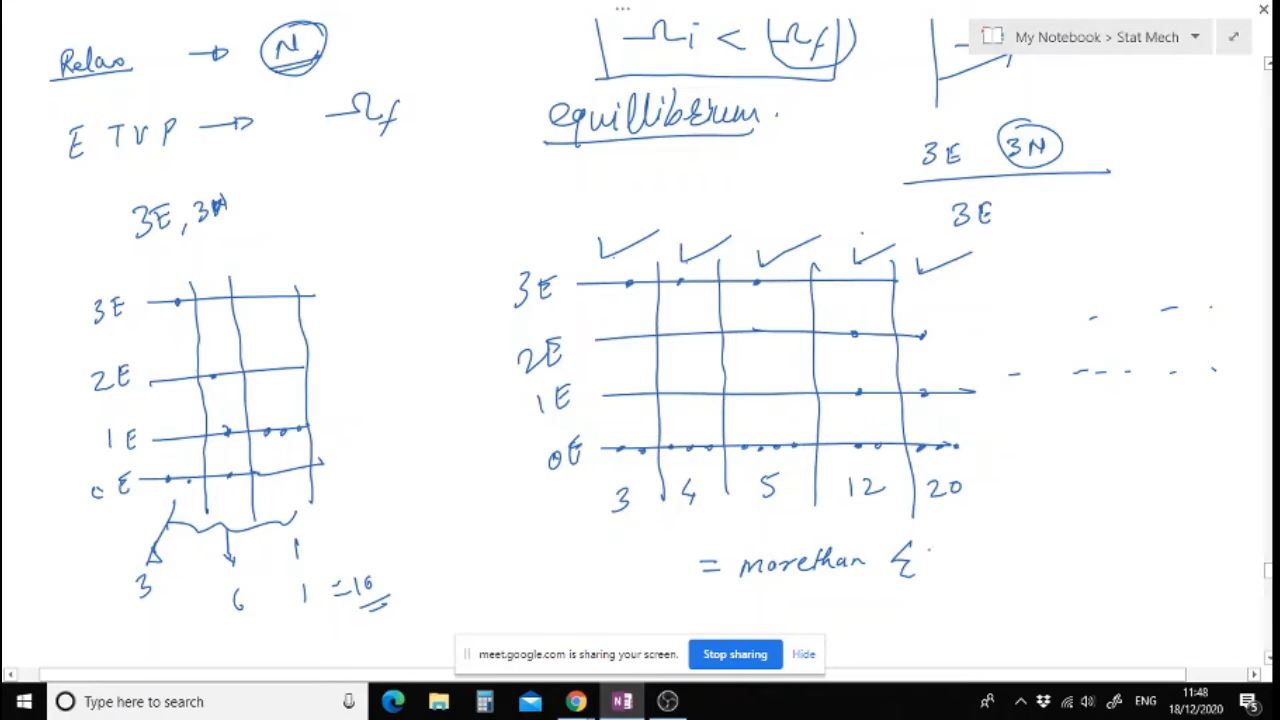 Relax → N
Ωi < Ωf
My Notebook > Stat Mech
E T V P → Ωf
equilliberum.
3E 3N
3E
3E, 3N
3E
2E
1E
0E
3
6
1
1
=10
3E
2E
1E
0E
3 4 5 12 20
= morethan
meet.google.com is sharing your screen. Stop sharing Hide
Type here to search
ENG
11:48
18/12/2020
5